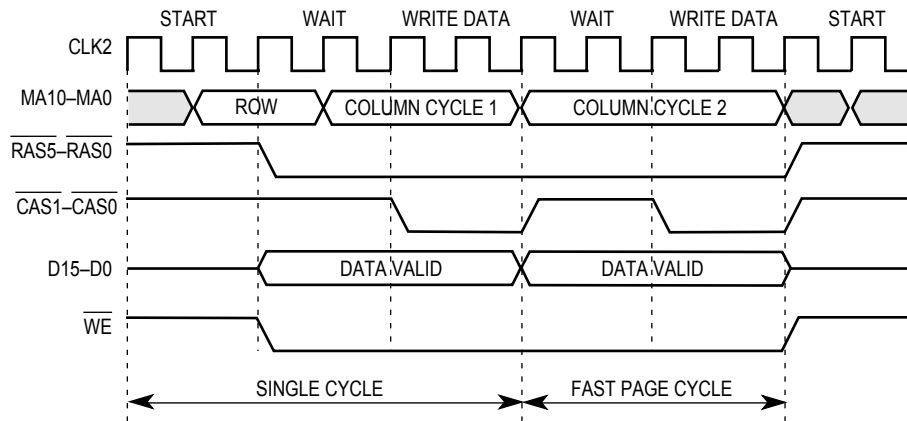 START WAIT WRITE DATA WAIT WRITE DATA START
CLK2
MA10–MA0 ROW COLUMN CYCLE 1 COLUMN CYCLE 2
RAS5–RAS0
CAS1–CAS0
D15–D0 DATA VALID DATA VALID
WE
SINGLE CYCLE FAST PAGE CYCLE